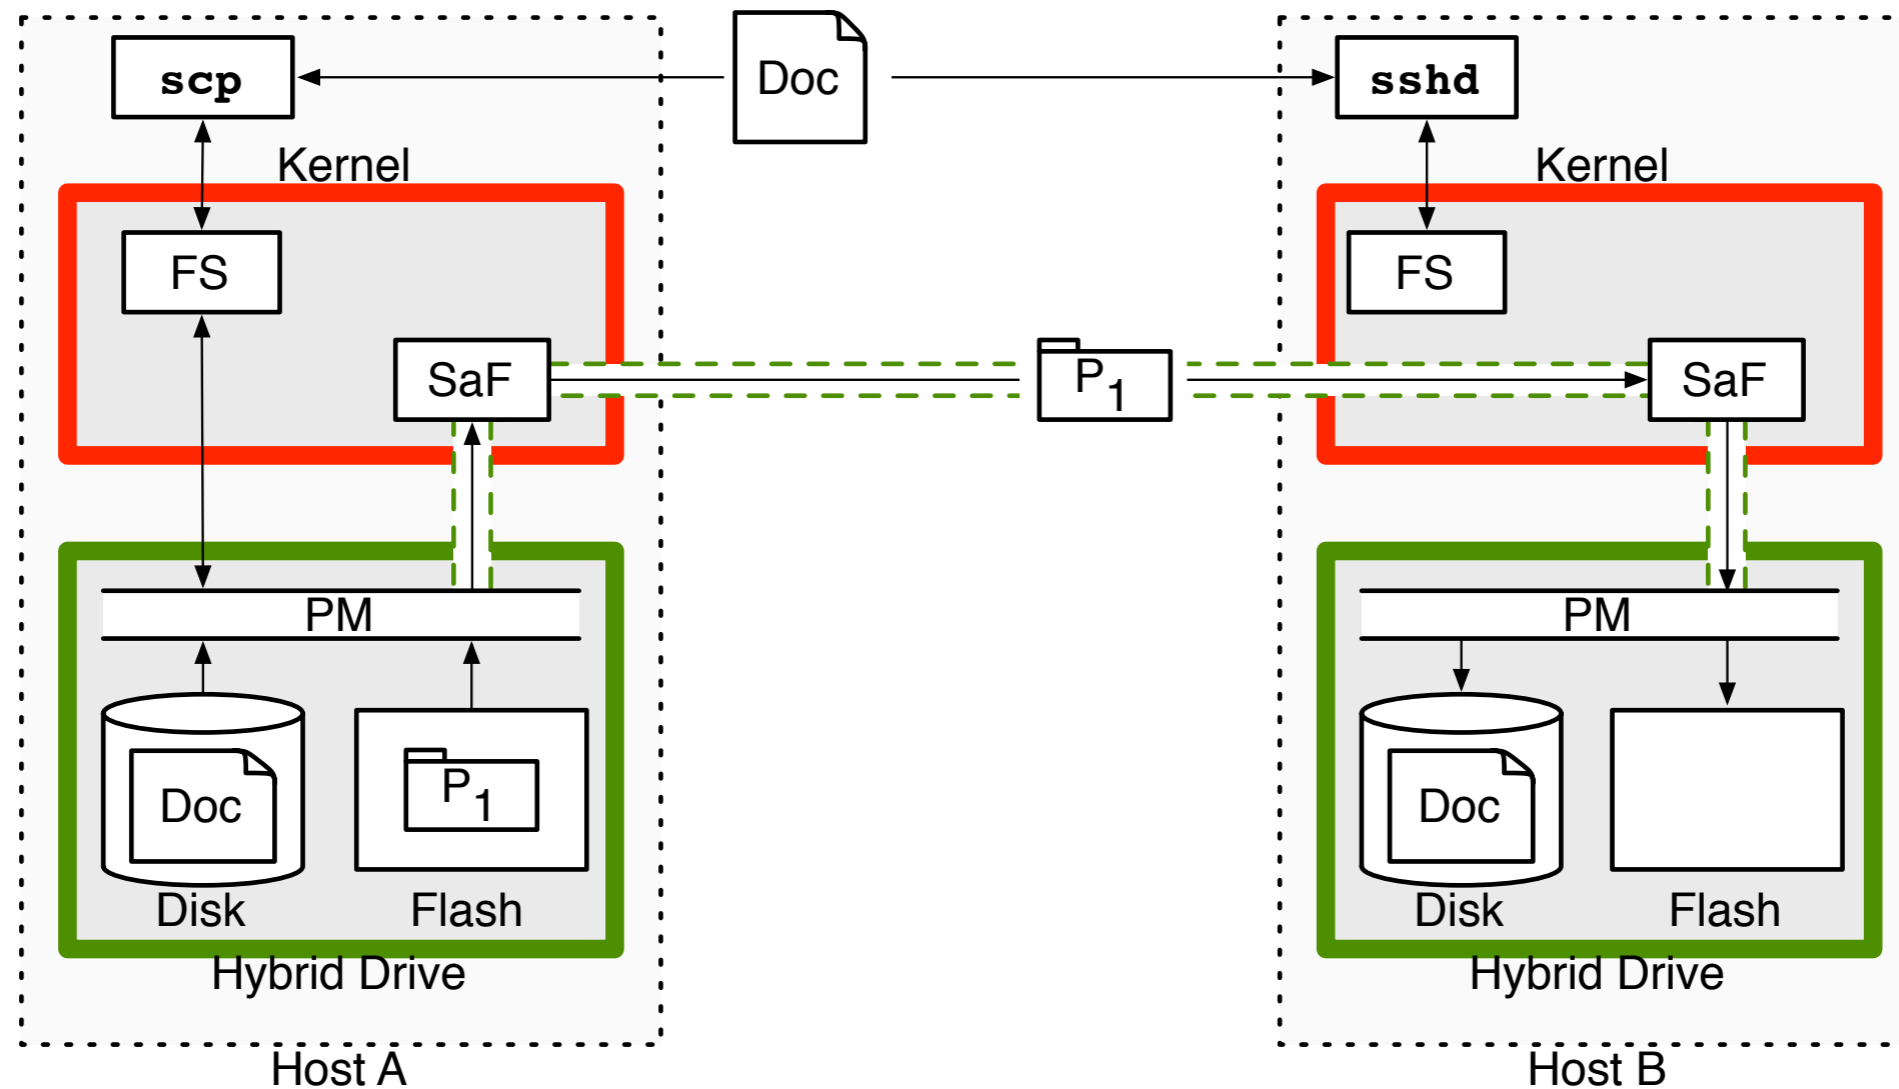 scp
Doc
sshd
Kernel
Kernel
FS
FS
SaF
P1
SaF
PM
PM
Doc
P1
Doc
Disk
Flash
Disk
Flash
Hybrid Drive
Hybrid Drive
Host A
Host B